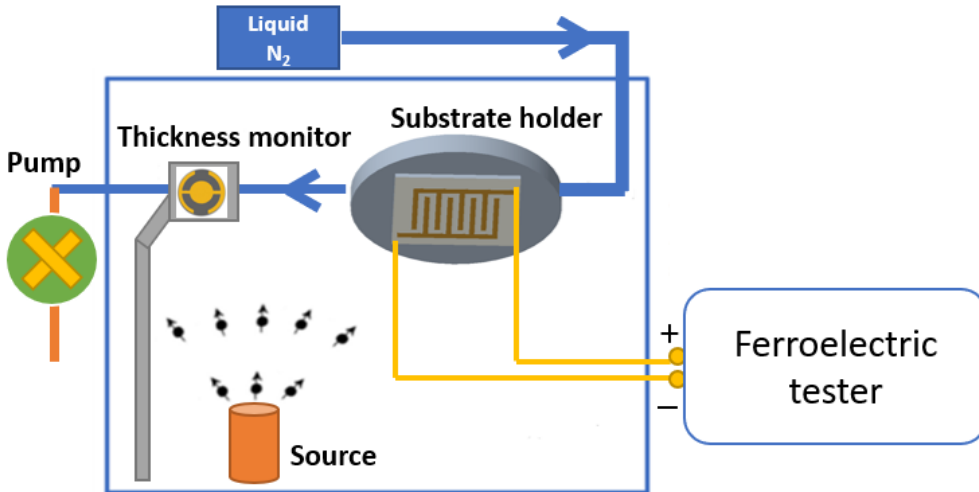 Liquid
N₂
Thickness monitor
Substrate holder
Pump
+
Ferroelectric
tester
−
Source